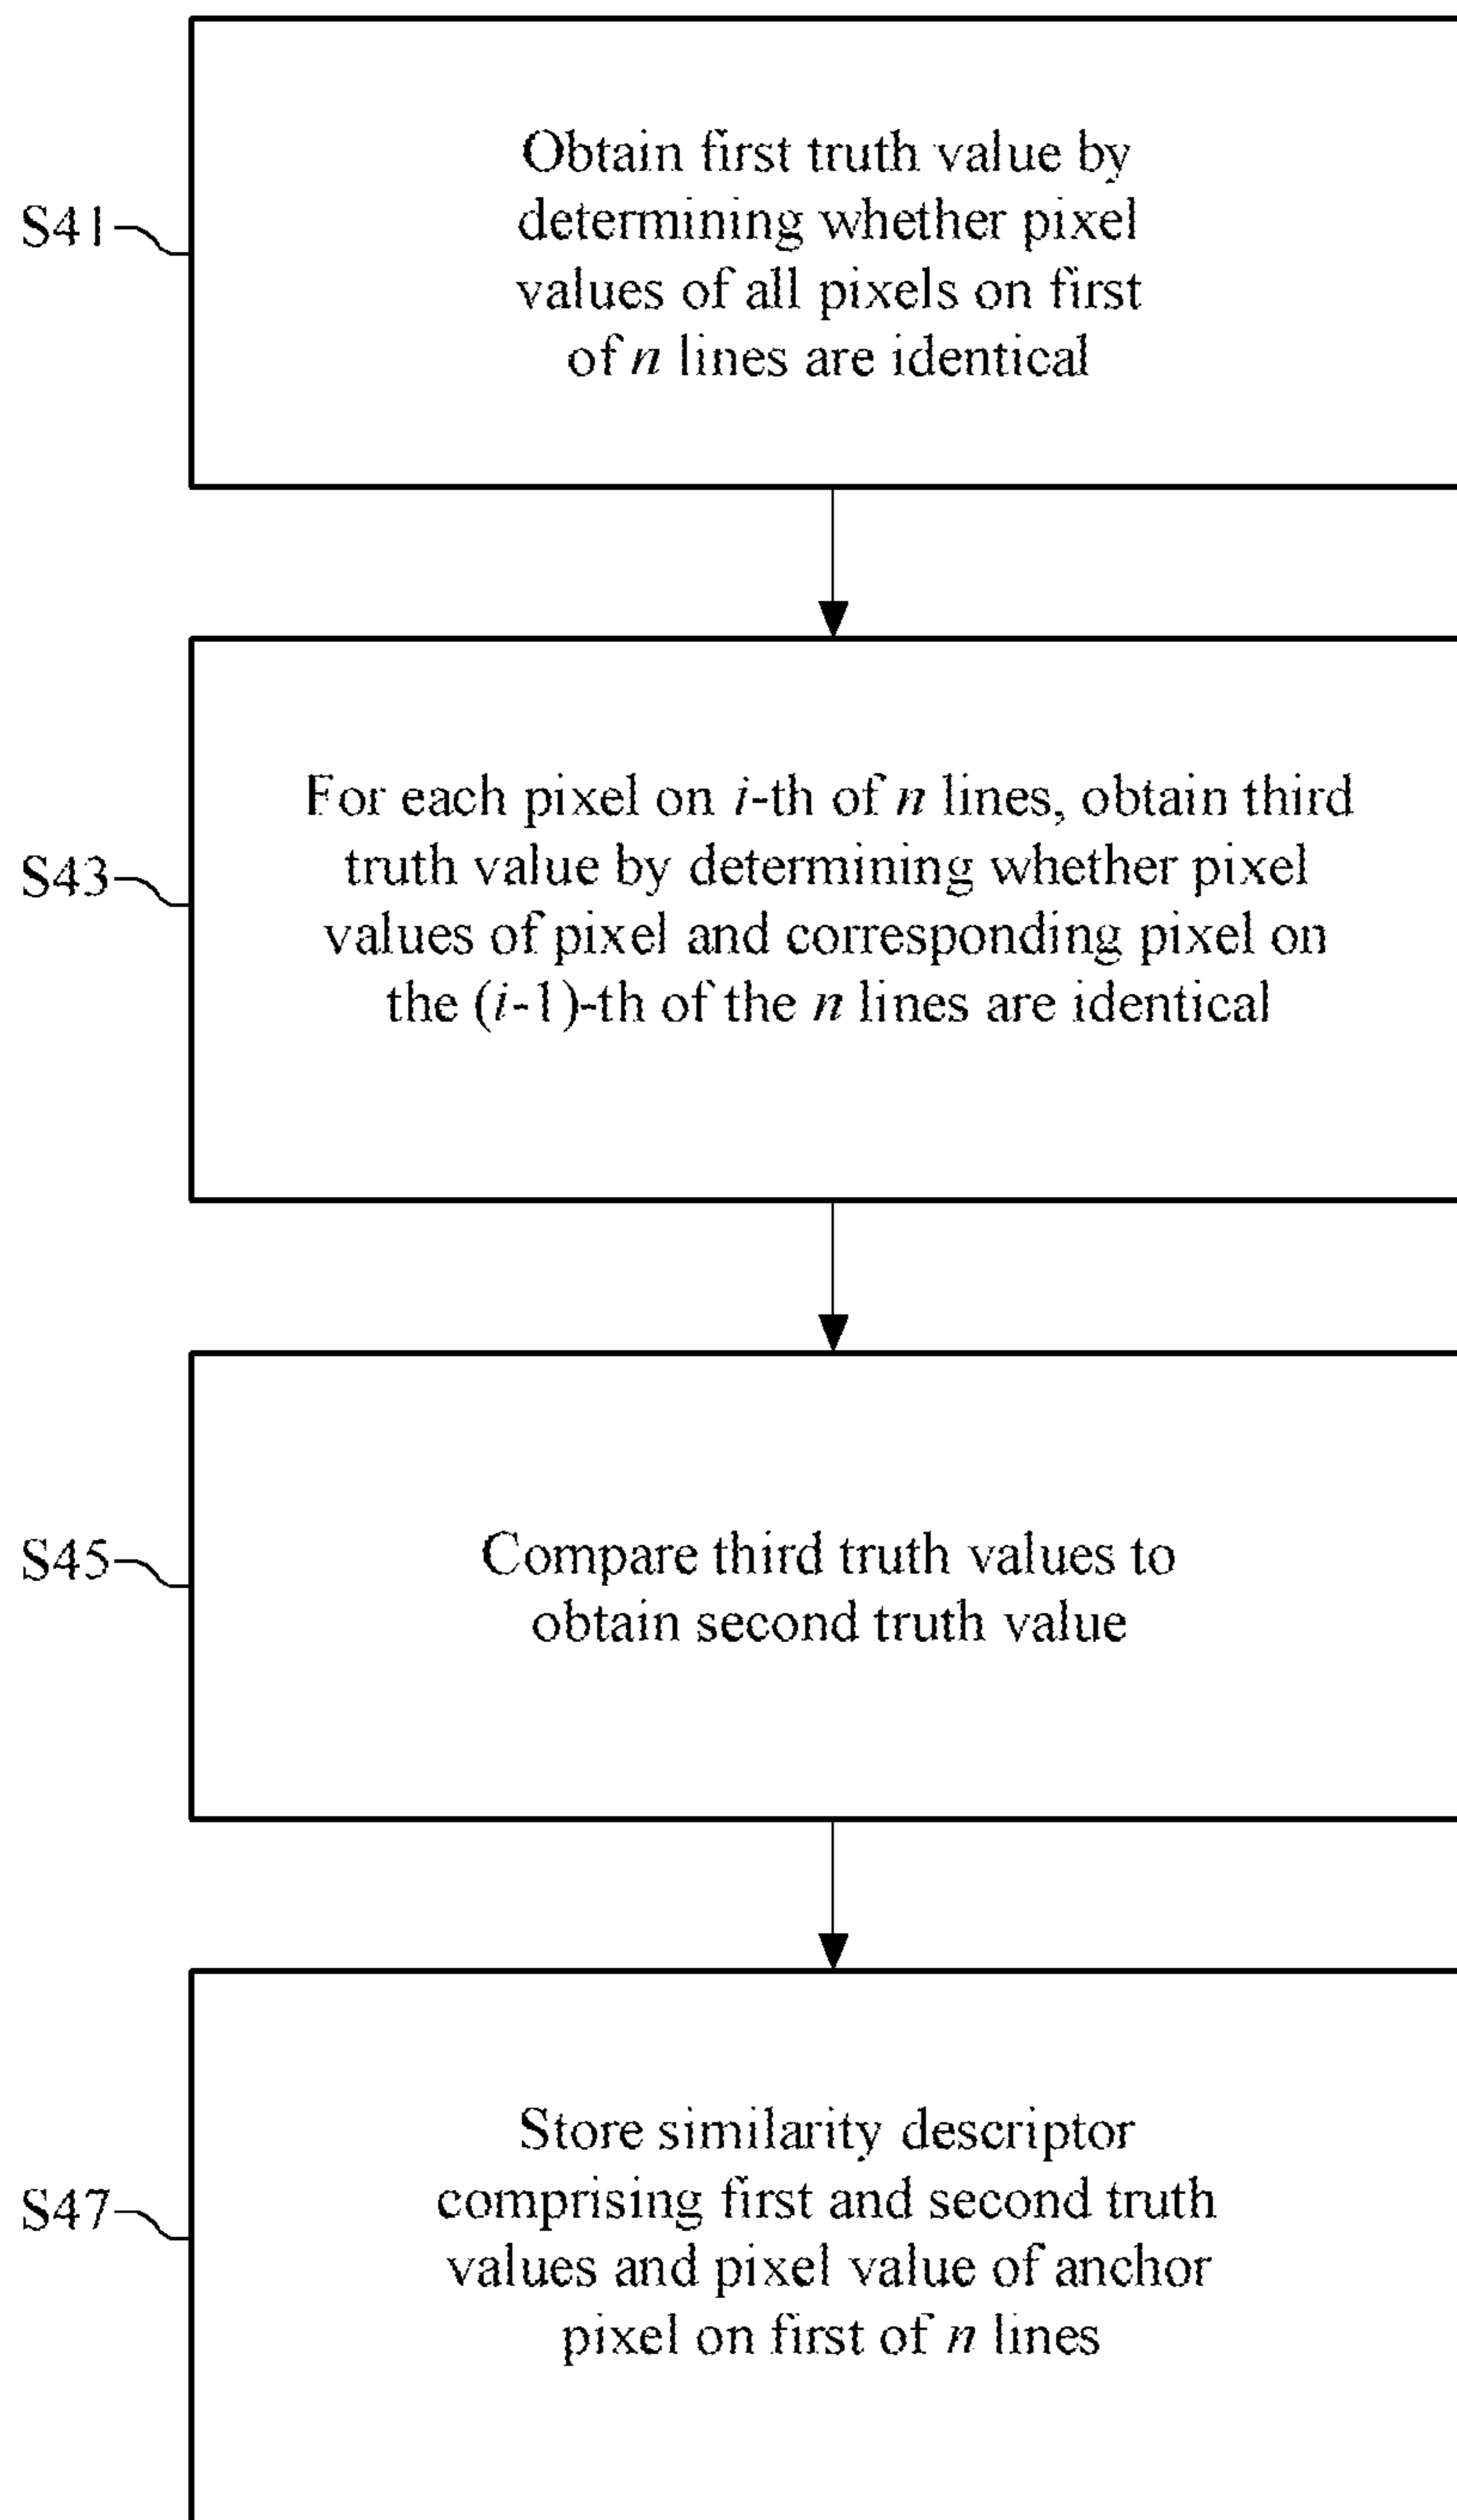 S41
Obtain first truth value by
determining whether pixel
values of all pixels on first
of n lines are identical
S43
For each pixel on i-th of n lines, obtain third
truth value by determining whether pixel
values of pixel and corresponding pixel on
the (i-1)-th of the n lines are identical
S45
Compare third truth values to
obtain second truth value
S47
Store similarity descriptor
comprising first and second truth
values and pixel value of anchor
pixel on first of n lines